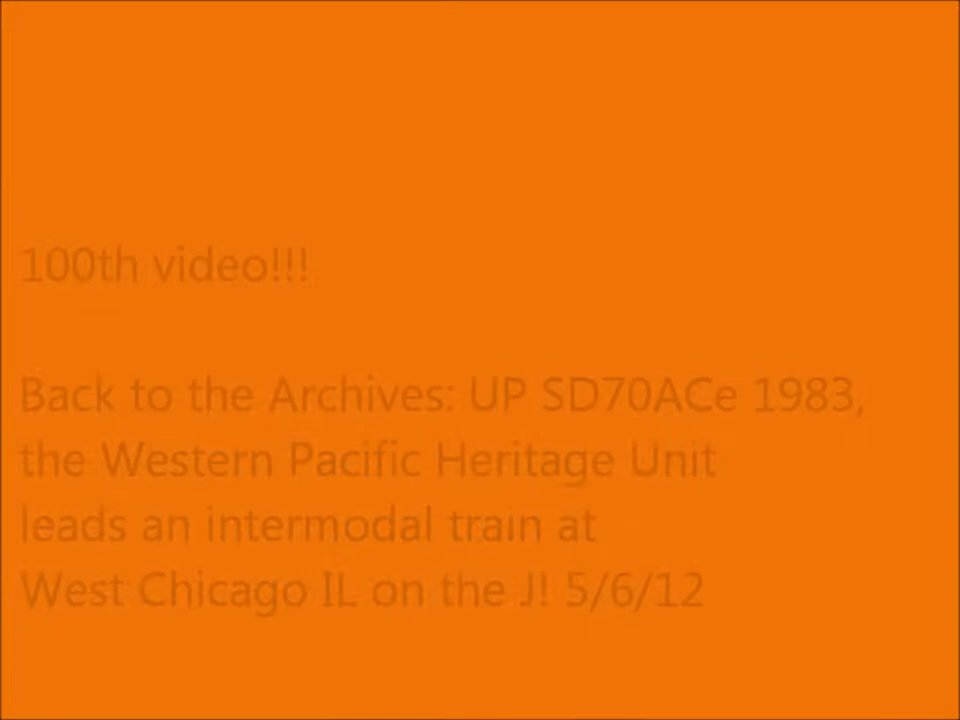 100th video!!!
Back to the Archives: UP SD70ACe 1983,
the Western Pacific Heritage Unit
leads an intermodal train at
West Chicago IL on the J! 5/6/12